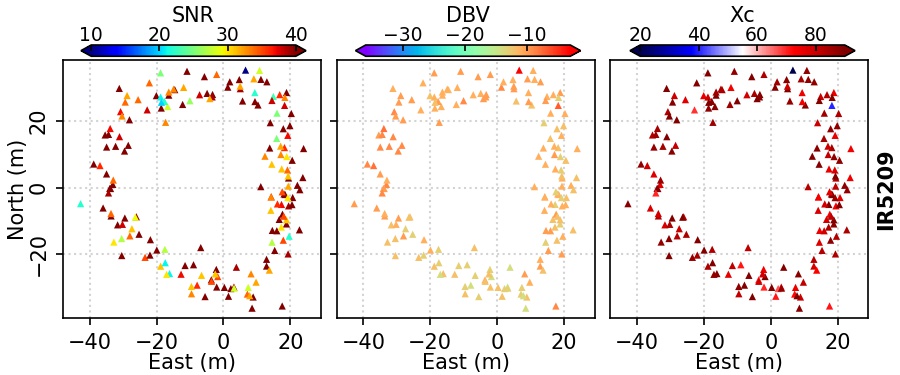 SNR DBV Xc
10 20 30 40 −30 −20 −10 20 40 60 80
North (m)
20
0
−20
IR5209
−40 −20 0 20 −40 −20 0 20 −40 −20 0 20
East (m) East (m) East (m)